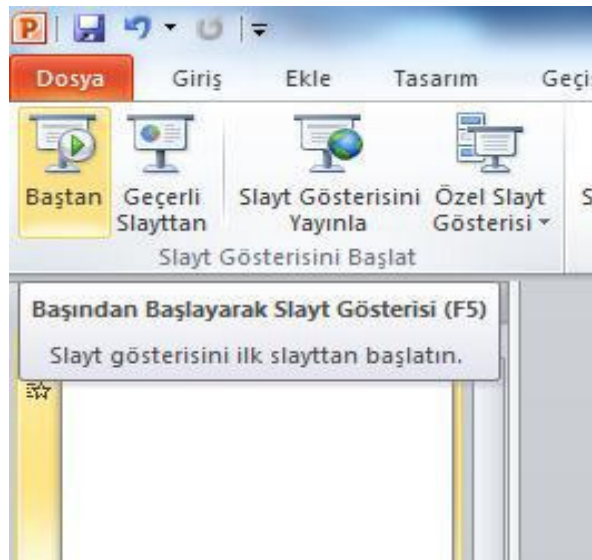 Dosya Giriş Ekle Tasarım
Baştan Geçerli Slayttan Slayt Gösterisini Yayınla Özel Slayt Gösterisi
Slayt Gösterisini Başlat
Başından Başlayarak Slayt Gösterisi (F5)
Slayt gösterisini ilk slayttan başlatın.